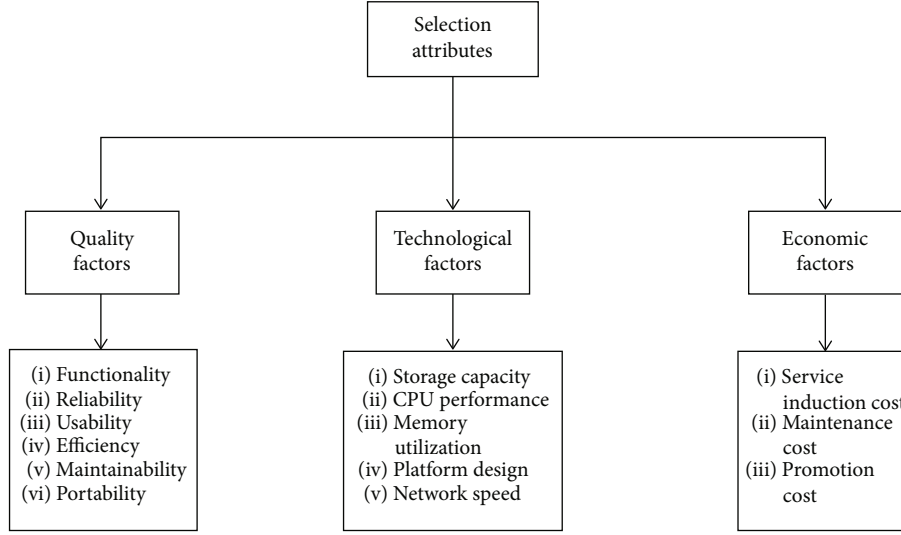 Selection
attributes
Quality
factors
Technological
factors
Economic
factors
(i) Functionality
(ii) Reliability
(iii) Usability
(iv) Efficiency
(v) Maintainability
(vi) Portability
(i) Storage capacity
(ii) CPU performance
(iii) Memory
utilization
(iv) Platform design
(v) Network speed
(i) Service
induction cost
(ii) Maintenance
cost
(iii) Promotion
cost